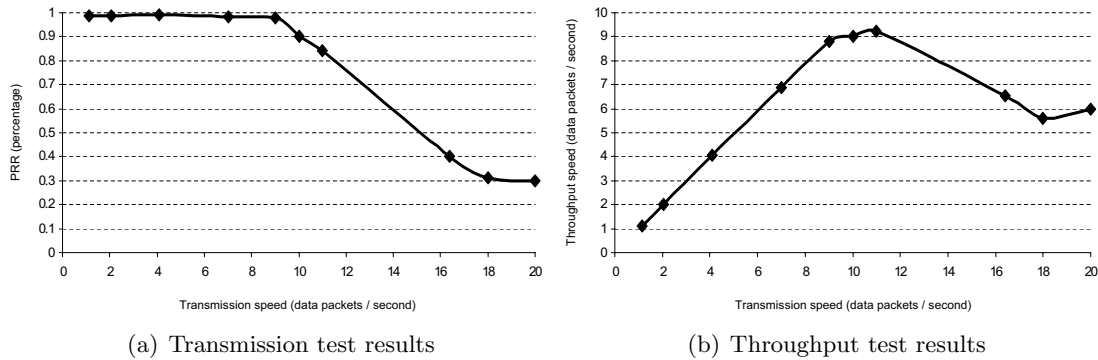 1
0.9
0.8
0.7
0.6
0.5
0.4
0.3
0.2
0.1
0
PRR (percentage)
0 2 4 6 8 10 12 14 16 18 20
Transmission speed (data packets / second)
(a) Transmission test results
10
9
8
7
6
5
4
3
2
1
0
Throughput speed (data packets / second)
0 2 4 6 8 10 12 14 16 18 20
Transmission speed (data packets / second)
(b) Throughput test results